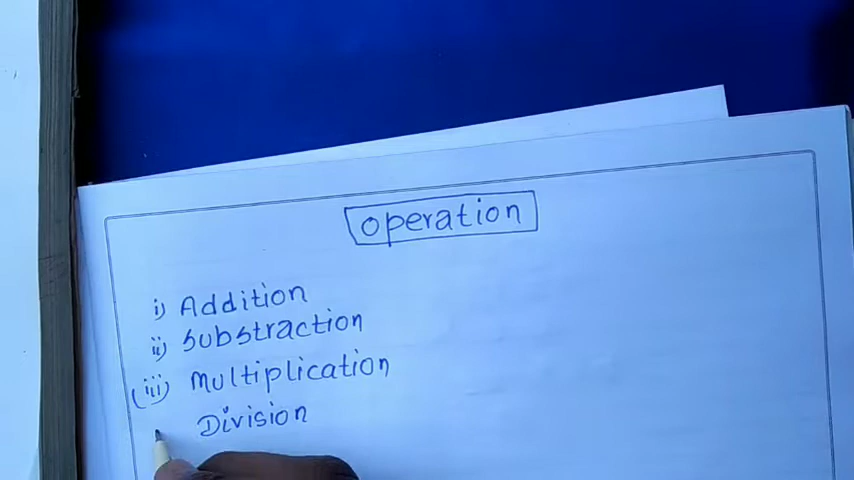 operation
i) Addition
ii) Substraction
(iii) Multiplication
Division